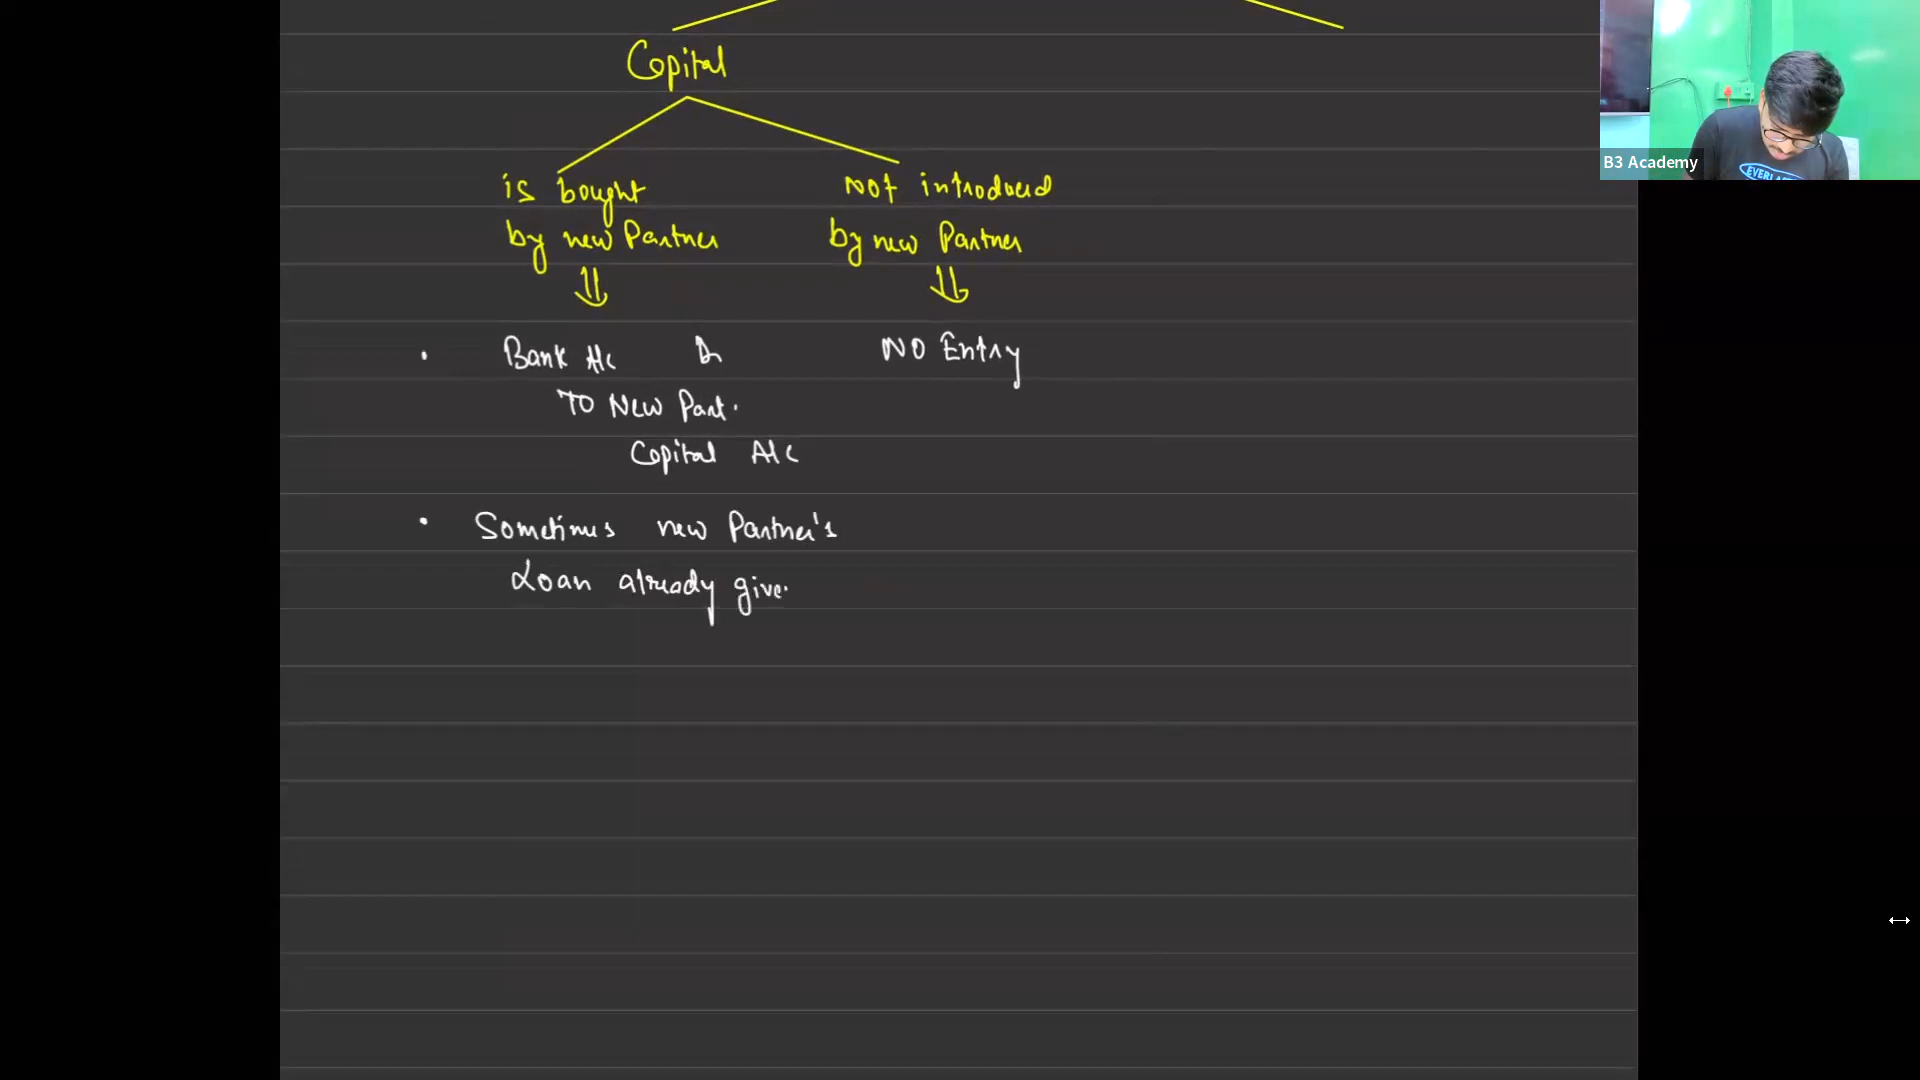 Capital
is bought
by new Partner
Not introduced
by new Partner
Bank A/c Dr
To New Part.
Capital A/c
NO Entry
Sometimes new Partner's
Loan already give.
B3 Academy
EVERLAST